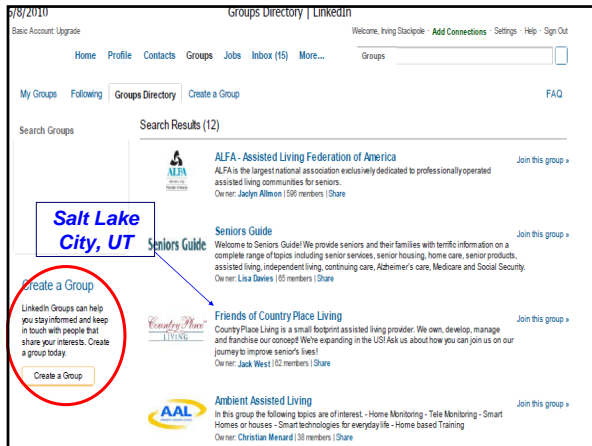 5/8/2010
Groups Directory | LinkedIn
Basic Account: Upgrade
Welcome, Irving Stackpole · Add Connections · Settings · Help · Sign Out
Home Profile Contacts Groups Jobs Inbox (15) More... Groups
My Groups Following Groups Directory Create a Group FAQ
Search Groups
Search Results (12)
ALFA
ALFA - Assisted Living Federation of America
Join this group »
ALFA is the largest national association exclusively dedicated to professionally operated
assisted living communities for seniors.
Owner: Jaclyn Allmon | 596 members | Share
Salt Lake
City, UT
Seniors Guide
Seniors Guide
Join this group »
Welcome to Seniors Guide! We provide seniors and their families with terrific information on a
complete range of topics including senior services, senior housing, home care, senior products,
assisted living, independent living, continuing care, Alzheimer's care, Medicare and Social Security.
Owner: Lisa Davies | 65 members | Share
Create a Group
LinkedIn Groups can help
you stay informed and keep
in touch with people that
share your interests. Create
a group today.
Create a Group
Country Place
LIVING
Friends of Country Place Living
Join this group »
Country Place Living is a small footprint assisted living provider. We own, develop, manage
and franchise our concept! We're expanding in the US! Ask us about how you can join us on our
journey to improve senior's lives!
Owner: Jack West | 62 members | Share
AAL
Ambient Assisted Living
Join this group »
In this group the following topics are of interest. - Home Monitoring - Tele Monitoring - Smart
Homes or houses - Smart technologies for everyday life - Home based Training
Owner: Christian Menard | 38 members | Share